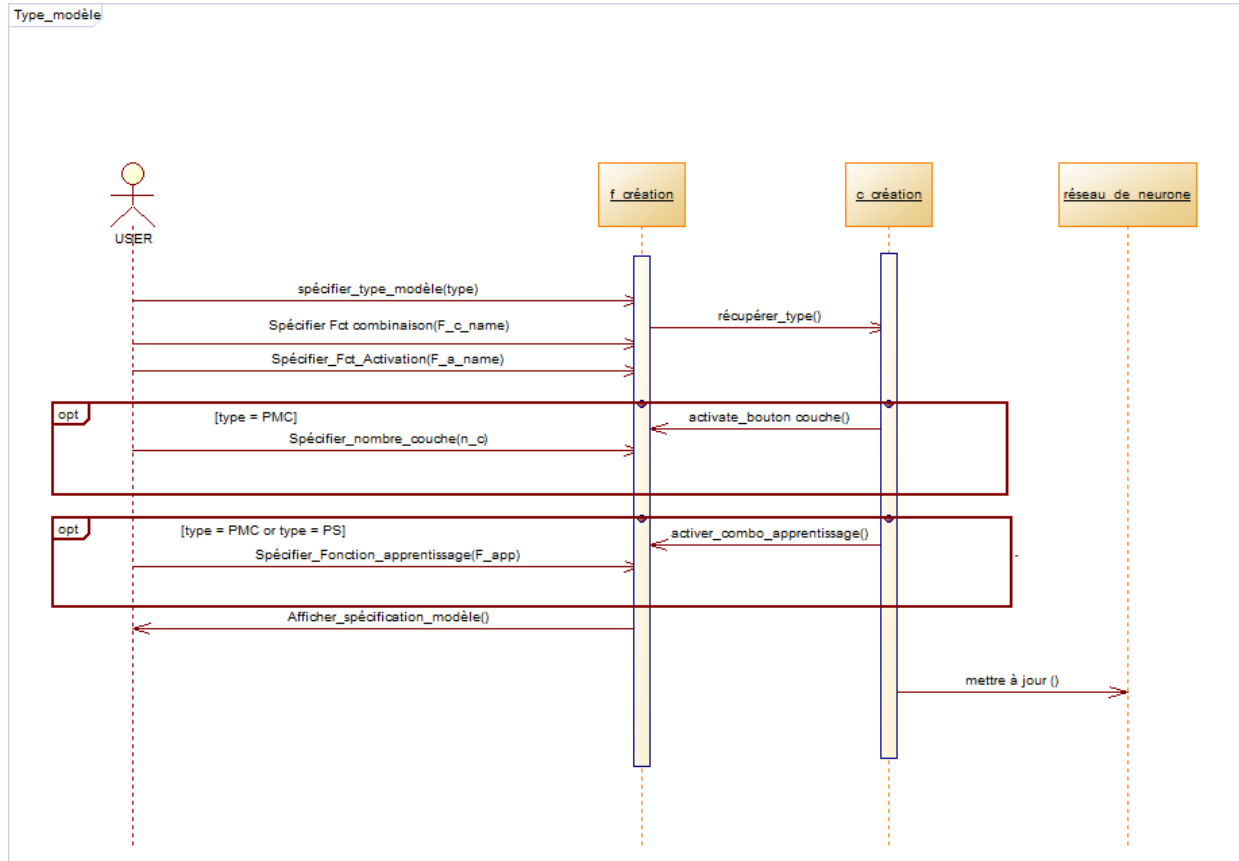 Type_modèle
USER
f_création
c_création
réseau_de_neurone
spécifier_type_modèle(type)
récupérer_type()
Spécifier Fct combinaison(F_c_name)
Spécifier_Fct_Activation(F_a_name)
opt
[type = PMC]
activate_bouton couche()
Spécifier_nombre_couche(n_c)
opt
[type = PMC or type = PS]
activer_combo_apprentissage()
Spécifier_Fonction_apprentissage(F_app)
Afficher_spécification_modèle()
mettre à jour ()